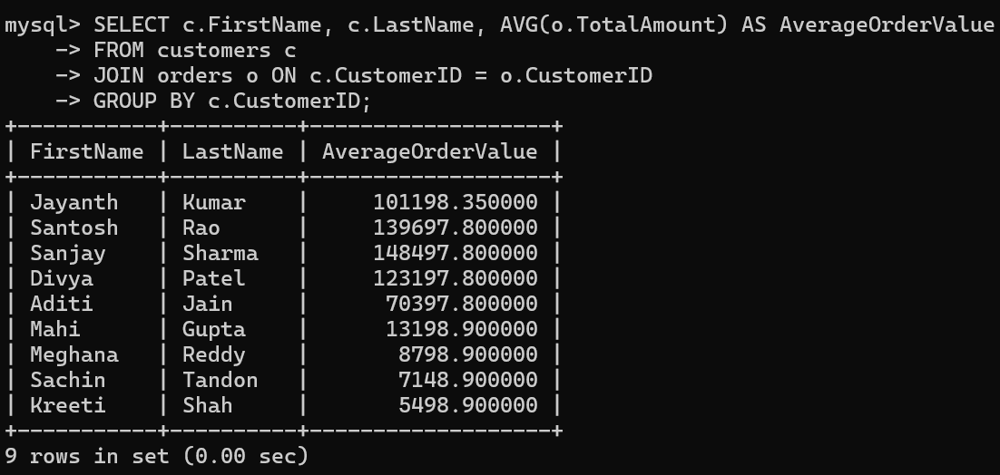 mysql> SELECT c.FirstName, c.LastName, AVG(o.TotalAmount) AS AverageOrderValue
    -> FROM customers c
    -> JOIN orders o ON c.CustomerID = o.CustomerID
    -> GROUP BY c.CustomerID;
+-----------+----------+-------------------+
| FirstName | LastName | AverageOrderValue |
+-----------+----------+-------------------+
| Jayanth   | Kumar    |     101198.350000 |
| Santosh   | Rao      |     139697.800000 |
| Sanjay    | Sharma   |     148497.800000 |
| Divya     | Patel    |     123197.800000 |
| Aditi     | Jain     |      70397.800000 |
| Mahi      | Gupta    |      13198.900000 |
| Meghana   | Reddy    |       8798.900000 |
| Sachin    | Tandon   |       7148.900000 |
| Kreeti    | Shah     |       5498.900000 |
+-----------+----------+-------------------+
9 rows in set (0.00 sec)